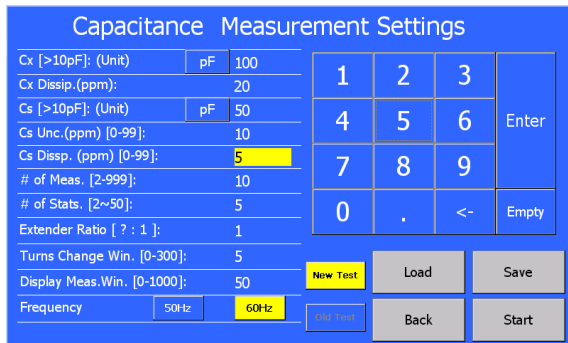 Capacitance Measurement Settings
Cx [>10pF]: (Unit) pF 100
Cx Dissip.(ppm): 20
Cs [>10pF]: (Unit) pF 50
Cs Unc.(ppm) [0-99]: 10
Cs Dissp. (ppm) [0-99]: 5
# of Meas. [2-999]: 10
# of Stats. [2~50]: 5
Extender Ratio [ ? : 1 ]: 1
Turns Change Win. [0-300]: 5
Display Meas.Win. [0-1000]: 50
Frequency 50Hz 60Hz
1 2 3
4 5 6 Enter
7 8 9
0 . <- Empty
New Test Load Save
Old Test Back Start